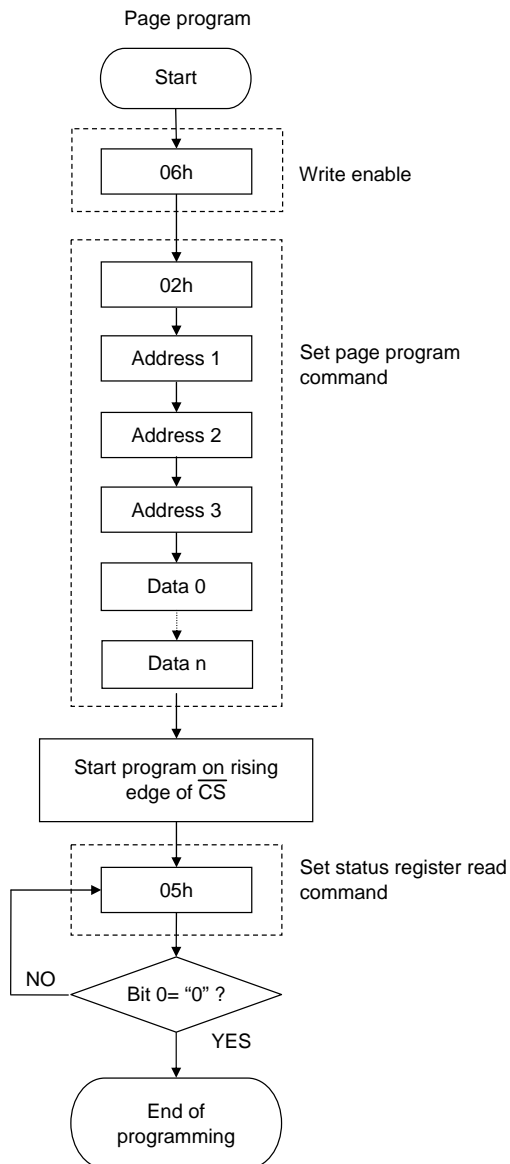 Page program
Start
06h
Write enable
02h
Address 1
Set page program
command
Address 2
Address 3
Data 0
Data n
Start program on rising
edge of C̅S̅
Set status register read
command
05h
NO
Bit 0= “0” ?
YES
End of
programming